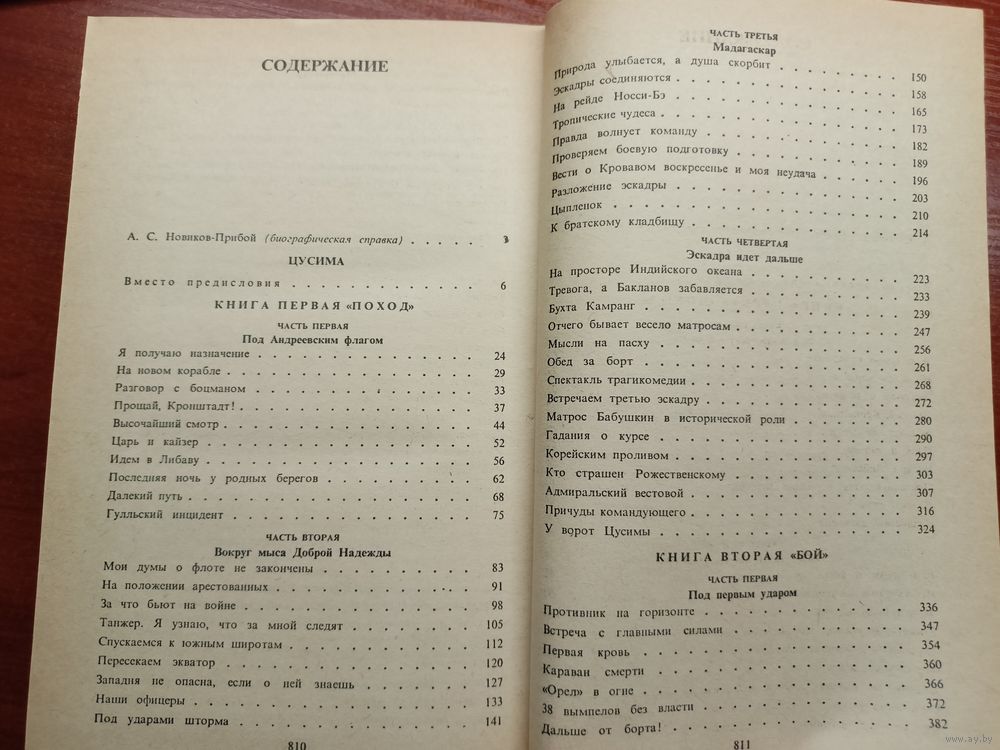 СОДЕРЖАНИЕ
А. С. Новиков-Прибой (биографическая справка) . . . . . 3
ЦУСИМА
Вместо предисловия . . . . . . . . . . . . . 6
КНИГА ПЕРВАЯ «ПОХОД»
ЧАСТЬ ПЕРВАЯ
Под Андреевским флагом
Я получаю назначение . . . . . . . . . . . . 24
На новом корабле . . . . . . . . . . . . . 29
Разговор с боцманом . . . . . . . . . . . . 33
Прощай, Кронштадт! . . . . . . . . . . . . 37
Высочайший смотр . . . . . . . . . . . . . 44
Царь и кайзер . . . . . . . . . . . . . . 52
Идем в Либаву . . . . . . . . . . . . . . 56
Последняя ночь у родных берегов . . . . . . . . . 62
Далекий путь . . . . . . . . . . . . . . 68
Гулльский инцидент . . . . . . . . . . . . 75
ЧАСТЬ ВТОРАЯ
Вокруг мыса Доброй Надежды
Мои думы о флоте не закончены . . . . . . . . . 83
На положении арестованных . . . . . . . . . . . 91
За что бьют на войне . . . . . . . . . . . . 98
Танжер. Я узнаю, что за мной следят . . . . . . . . 105
Спускаемся к южным широтам . . . . . . . . . . 112
Пересекаем экватор . . . . . . . . . . . . . 120
Западня не опасна, если о ней знаешь . . . . . . . 127
Наши офицеры . . . . . . . . . . . . . . 133
Под ударами шторма . . . . . . . . . . . . . 141
810
ЧАСТЬ ТРЕТЬЯ
Мадагаскар
Природа улыбается, а душа скорбит . . . . . . . . 150
Эскадры соединяются . . . . . . . . . . . . 158
На рейде Носси-Бэ . . . . . . . . . . . . 165
Тропические чудеса . . . . . . . . . . . . 173
Правда волнует команду . . . . . . . . . . . 182
Проверяем боевую подготовку . . . . . . . . . . 189
Вести о Кровавом воскресенье и моя неудача . . . . . . 196
Разложение эскадры . . . . . . . . . . . . 203
Цыпленок . . . . . . . . . . . . . . . 210
К братскому кладбищу . . . . . . . . . . . . 214
ЧАСТЬ ЧЕТВЕРТАЯ
Эскадра идет дальше
На просторе Индийского океана . . . . . . . . . 223
Тревога, а Бакланов забавляется . . . . . . . . . 233
Бухта Камранг . . . . . . . . . . . . . . 239
Отчего бывает весело матросам . . . . . . . . . . 247
Мысли на пасху . . . . . . . . . . . . . . 256
Обед за борт . . . . . . . . . . . . . . 261
Спектакль трагикомедии . . . . . . . . . . . . 268
Встречаем третью эскадру . . . . . . . . . . . 272
Матрос Бабушкин в исторической роли . . . . . . . . 280
Гадания о курсе . . . . . . . . . . . . . 290
Корейским проливом . . . . . . . . . . . . . 297
Кто страшен Рожественскому . . . . . . . . . . 303
Адмиральский вестовой . . . . . . . . . . . . 307
Причуды командующего . . . . . . . . . . . . 316
У ворот Цусимы . . . . . . . . . . . . . . 324
КНИГА ВТОРАЯ «БОЙ»
ЧАСТЬ ПЕРВАЯ
Под первым ударом
Противник на горизонте . . . . . . . . . . . 336
Встреча с главными силами . . . . . . . . . . 347
Первая кровь . . . . . . . . . . . . . . 354
Караван смерти . . . . . . . . . . . . . . 360
«Орел» в огне . . . . . . . . . . . . . . 366
38 вымпелов без власти . . . . . . . . . . . 372
Дальше от борта! . . . . . . . . . . . . . 382
811
www.ay.by